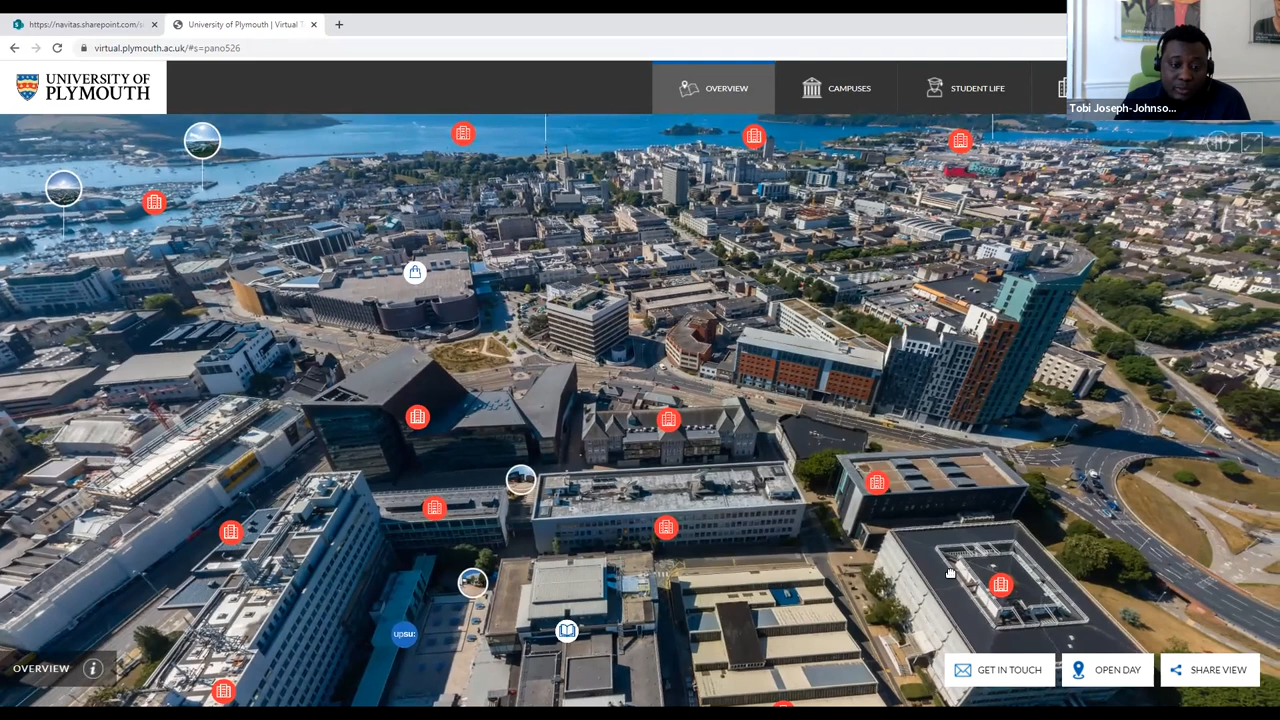 https://navitas.sharepoint.com/s
University of Plymouth | Virtual T
virtual.plymouth.ac.uk/#s=pano526
UNIVERSITY OF
PLYMOUTH
OVERVIEW
CAMPUSES
STUDENT LIFE
Tobi Joseph-Johnso...
upsu:
OVERVIEW
GET IN TOUCH
OPEN DAY
SHARE VIEW